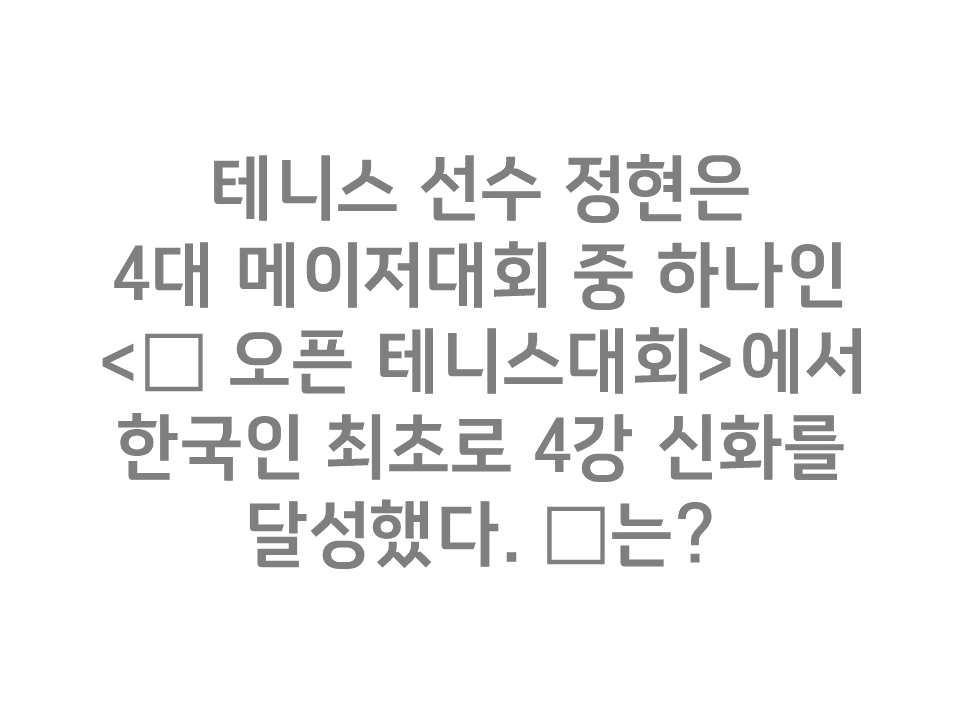 테니스 선수 정현은
4대 메이저대회 중 하나인
<□ 오픈 테니스대회>에서
한국인 최초로 4강 신화를
달성했다. □는?